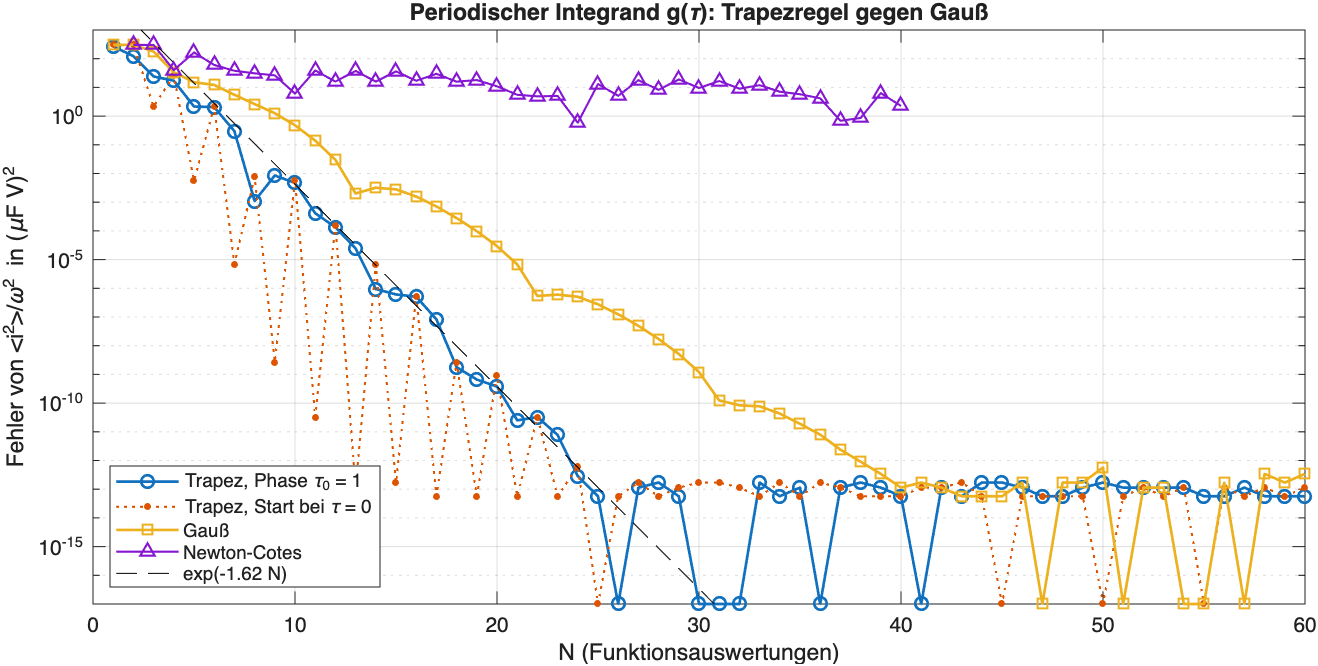 Periodischer Integrand g(τ): Trapezregel gegen Gauß
Fehler von <i²>/ω² in (μF V)²
10⁰
10⁻⁵
10⁻¹⁰
10⁻¹⁵
Trapez, Phase τ₀ = 1
Trapez, Start bei τ = 0
Gauß
Newton-Cotes
exp(-1.62 N)
0 10 20 30 40 50 60
N (Funktionsauswertungen)